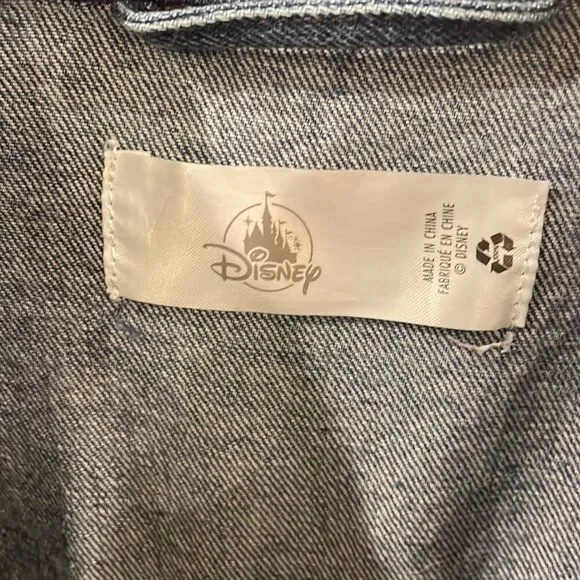 Disney
MADE IN CHINA
FABRIQUÉ EN CHINE
© DISNEY